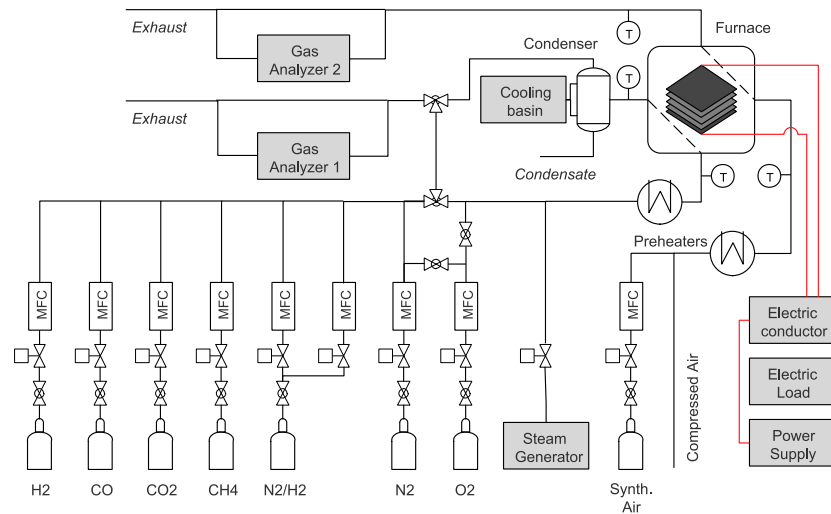 Exhaust
Furnace
Gas
Analyzer 2
T
Condenser
T
Cooling
basin
Exhaust
Gas
Analyzer 1
Condensate
T
T
Preheaters
MFC
MFC
MFC
MFC
MFC
MFC
MFC
MFC
MFC
Compressed Air
Electric
conductor
Electric
Load
Power
Supply
Steam
Generator
H2
CO
CO2
CH4
N2/H2
N2
O2
Synth.
Air